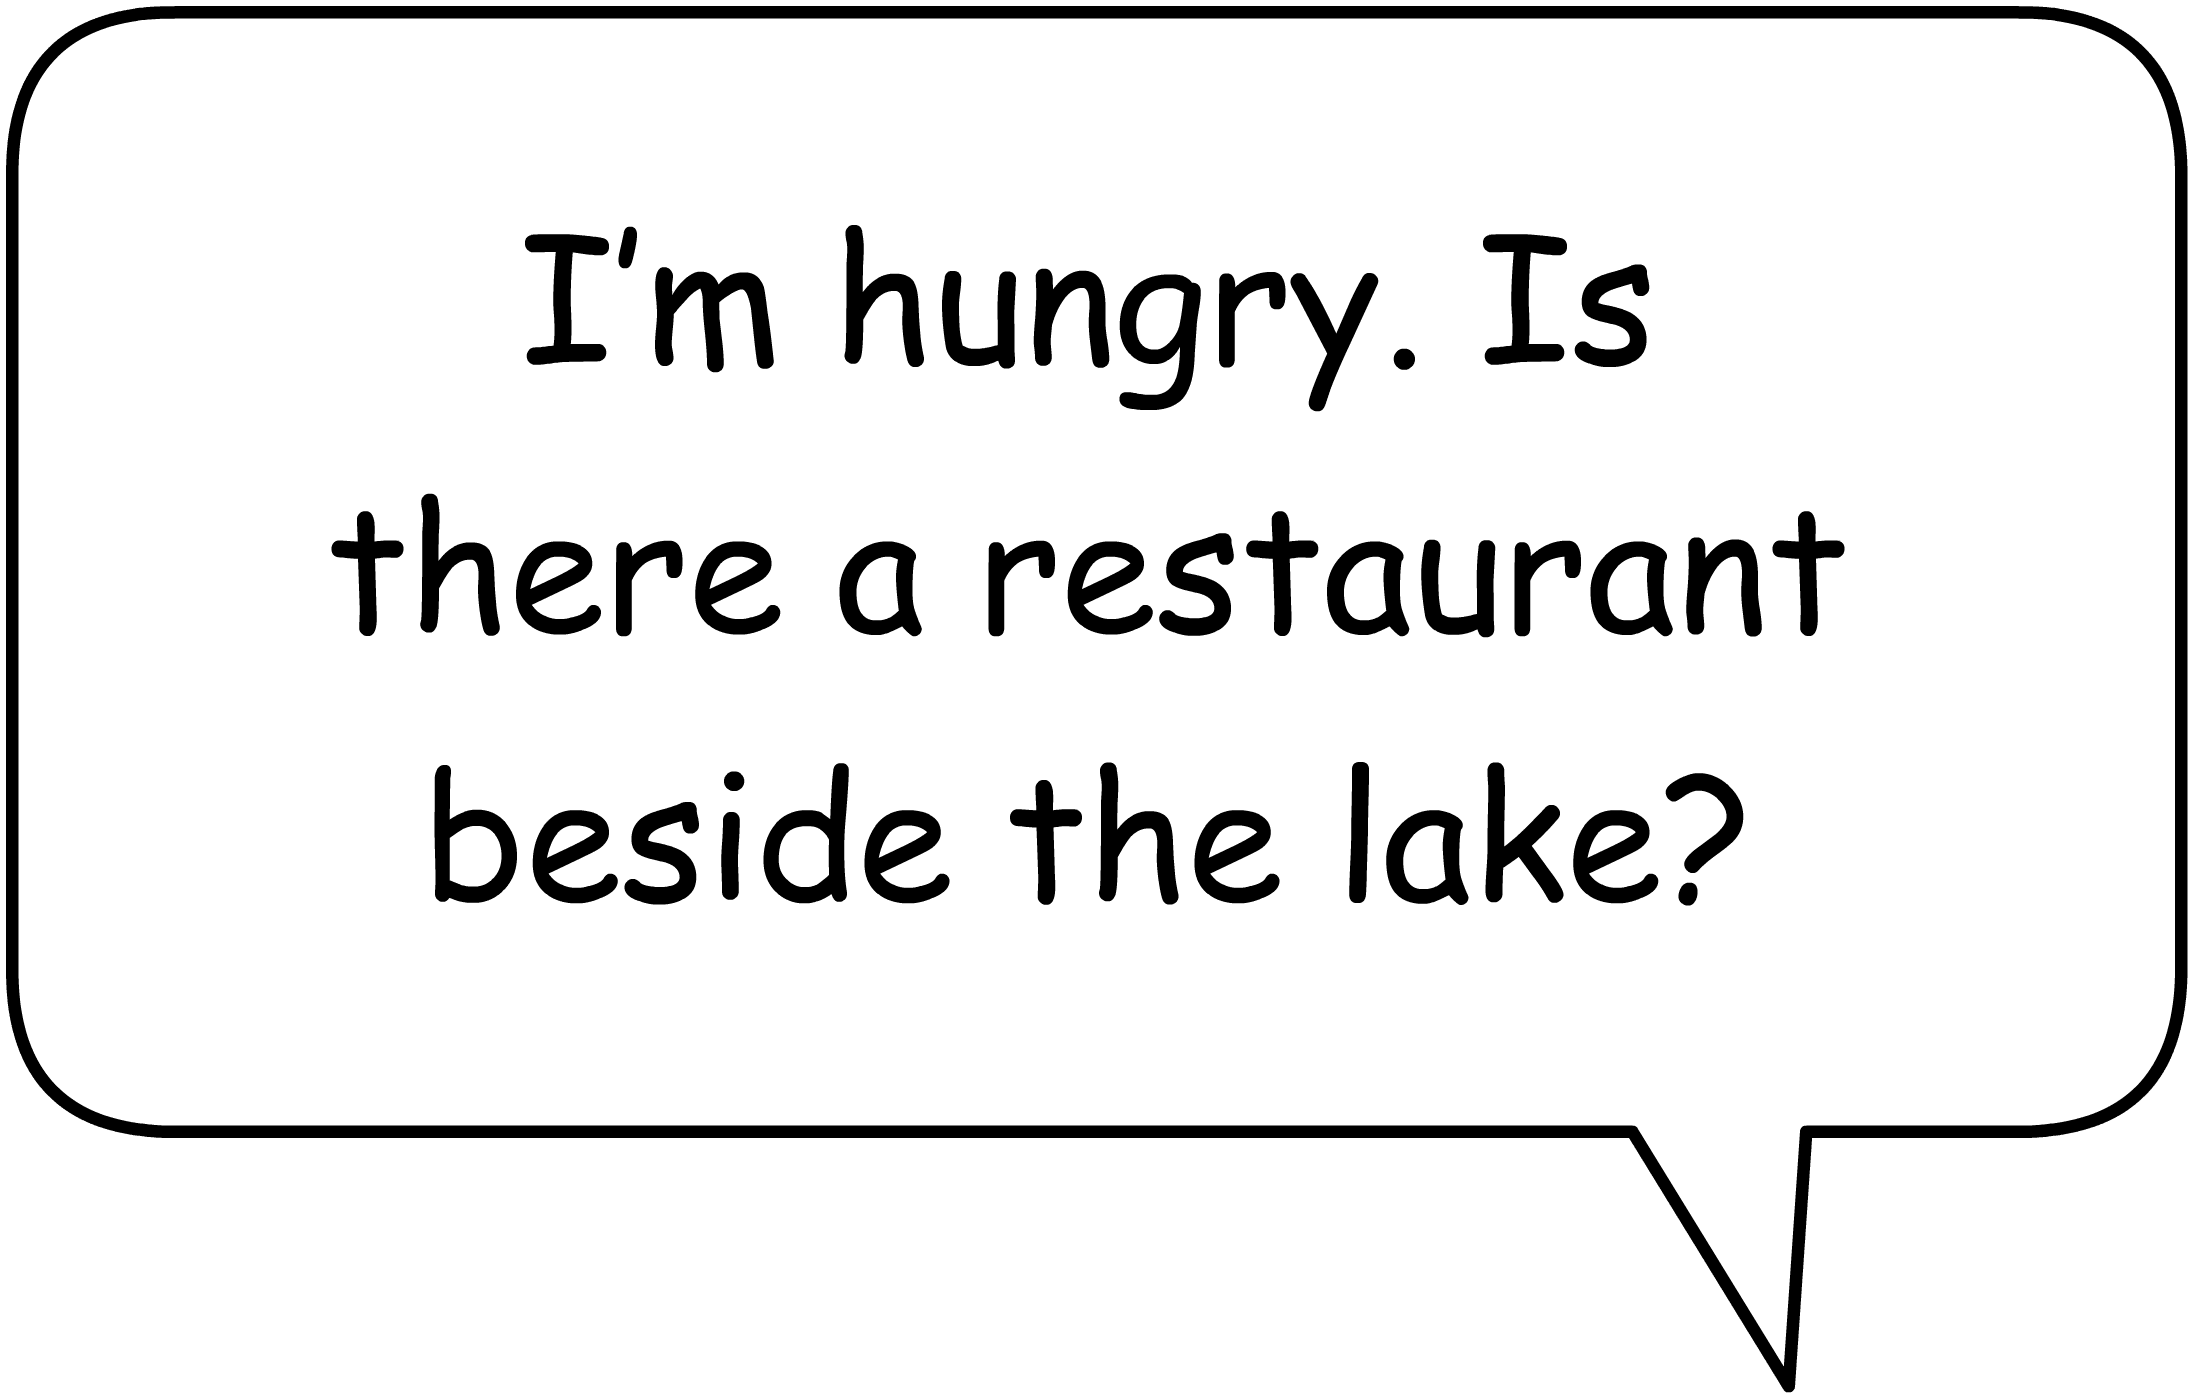 I'm hungry. Is
there a restaurant
beside the lake?